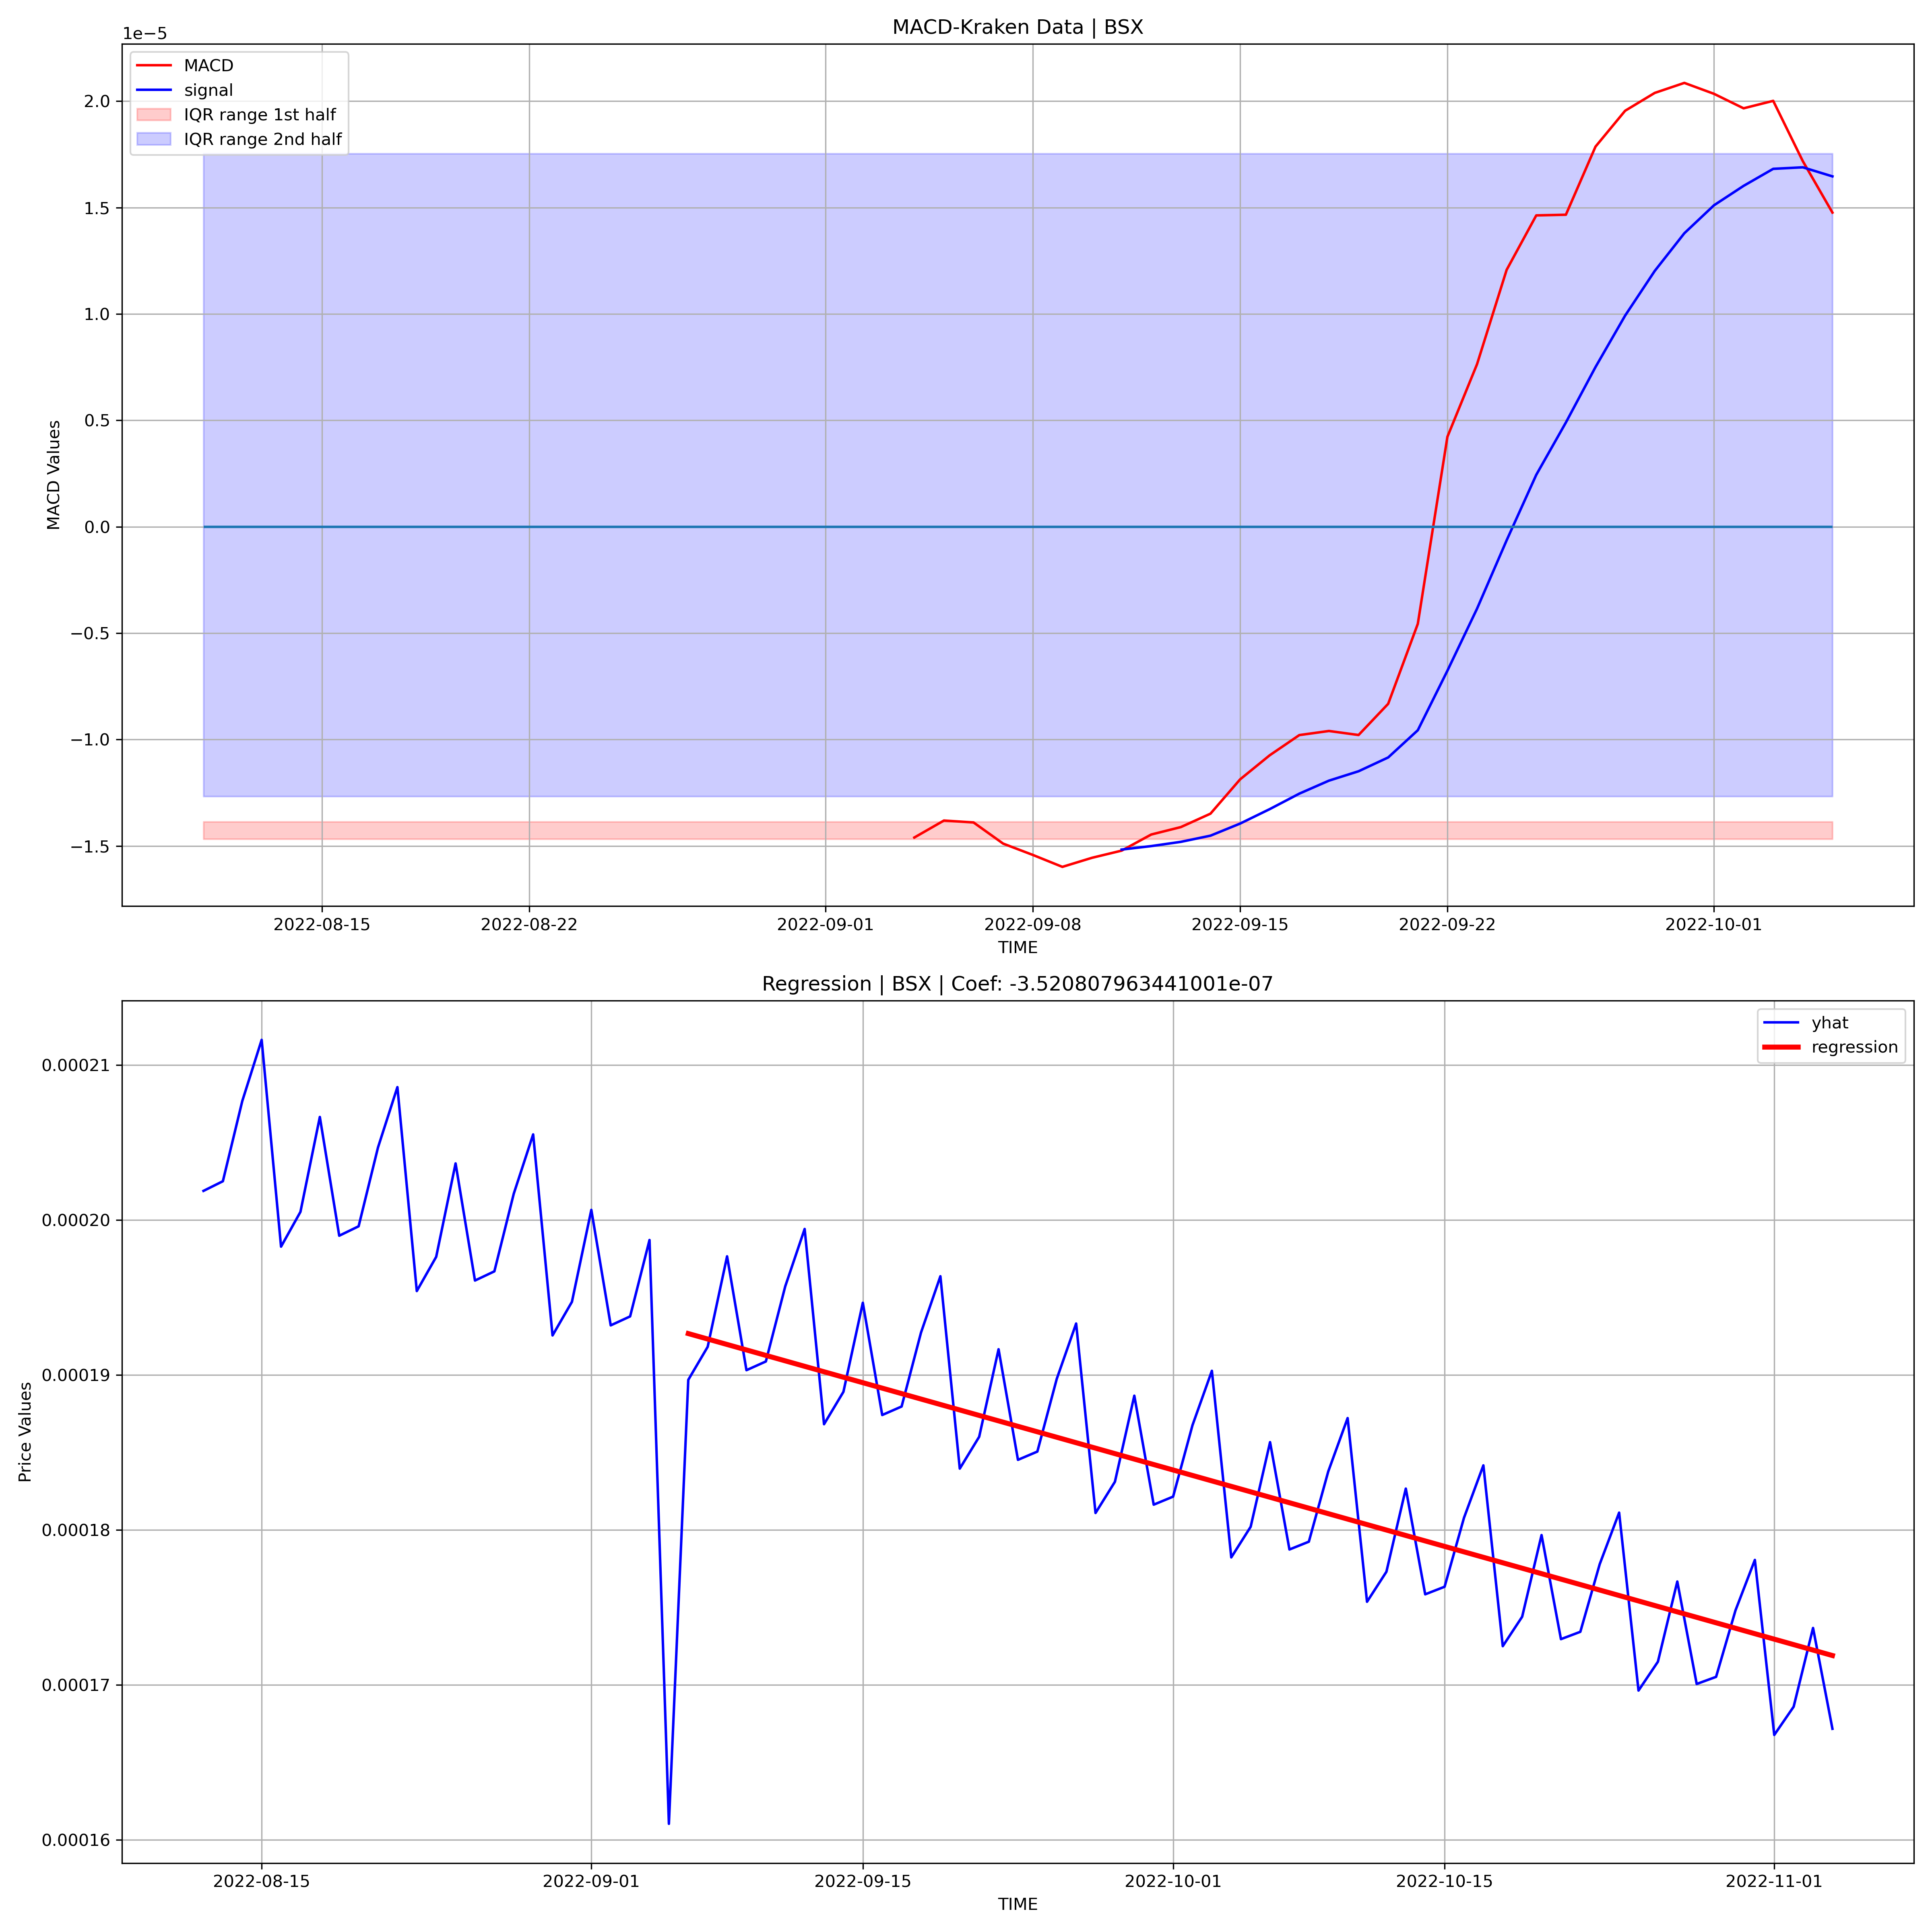 MACD-Kraken Data | BSX
1e−5
MACD
signal
IQR range 1st half
IQR range 2nd half
2.0
1.5
1.0
0.5
0.0
−0.5
−1.0
−1.5
MACD Values
2022-08-15 2022-08-22 2022-09-01 2022-09-08 2022-09-15 2022-09-22 2022-10-01
TIME
Regression | BSX | Coef: -3.520807963441001e-07
yhat
regression
0.00021
0.00020
0.00019
0.00018
0.00017
0.00016
Price Values
2022-08-15 2022-09-01 2022-09-15 2022-10-01 2022-10-15 2022-11-01
TIME